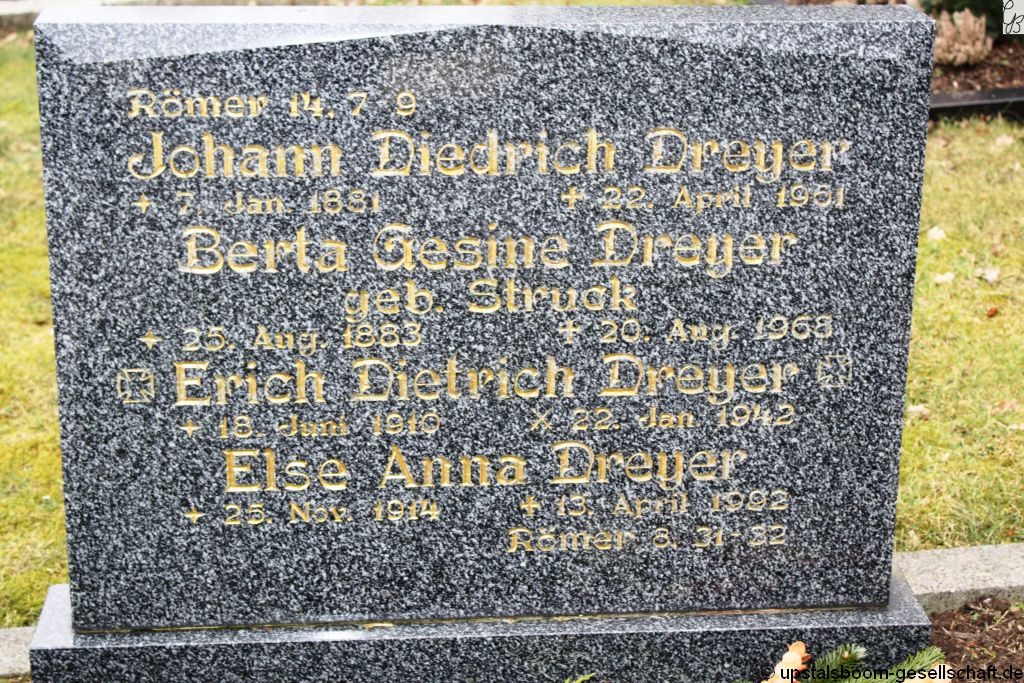 Römer 14, 7-9
Johann Diedrich Dreyer
7. Jan. 1881 † 22. April 1961
Berta Gesine Dreyer
geb. Struck
25. Aug. 1883 † 20. Aug. 1968
Erich Dietrich Dreyer
18. Juni 1910 22. Jan. 1942
Else Anna Dreyer
25. Nov. 1914 † 13. April 1992
Römer 8. 31-32
© upstalsboom-gesellschaft.de